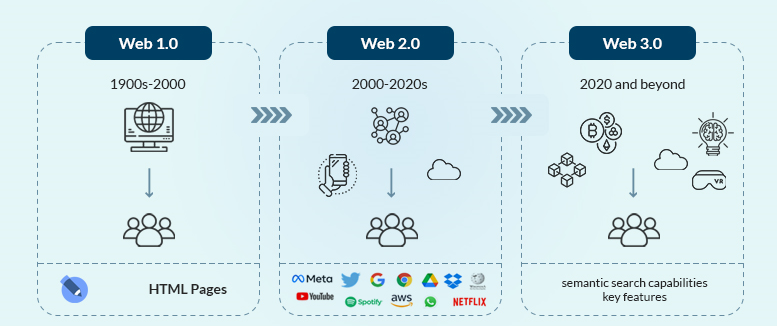 Web 1.0
1900s-2000
HTML Pages
Web 2.0
2000-2020s
Meta
YouTube
Spotify
aws
NETFLIX
Web 3.0
2020 and beyond
VR
semantic search capabilities
key features